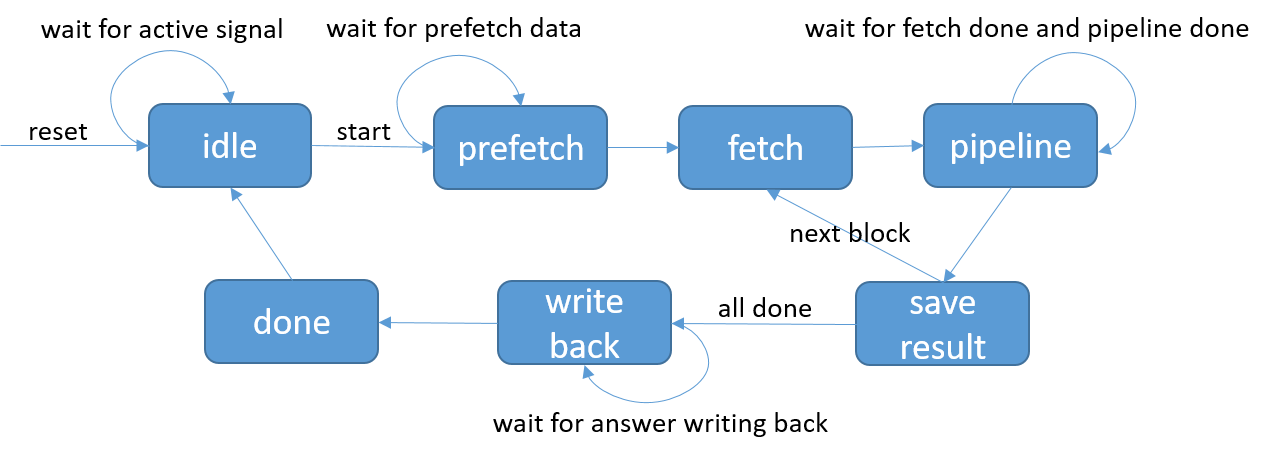 wait for active signal
wait for prefetch data
wait for fetch done and pipeline done
reset
idle
start
prefetch
fetch
pipeline
next block
done
write
back
all done
save
result
wait for answer writing back